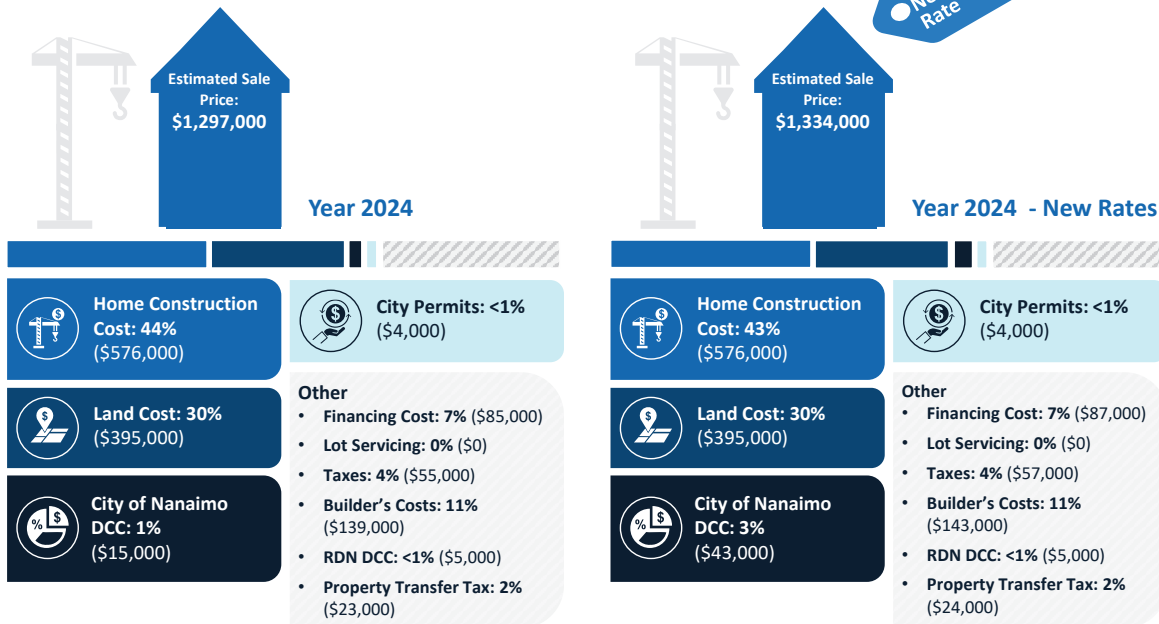 Estimated Sale
Price:
$1,297,000
Year 2024
Home Construction
Cost: 44%
($576,000)
Land Cost: 30%
($395,000)
City of Nanaimo
DCC: 1%
($15,000)
City Permits: <1%
($4,000)
Other
• Financing Cost: 7% ($85,000)
• Lot Servicing: 0% ($0)
• Taxes: 4% ($55,000)
• Builder's Costs: 11%
($139,000)
• RDN DCC: <1% ($5,000)
• Property Transfer Tax: 2%
($23,000)
Rate
Estimated Sale
Price:
$1,334,000
Year 2024 - New Rates
Home Construction
Cost: 43%
($576,000)
Land Cost: 30%
($395,000)
City of Nanaimo
DCC: 3%
($43,000)
City Permits: <1%
($4,000)
Other
• Financing Cost: 7% ($87,000)
• Lot Servicing: 0% ($0)
• Taxes: 4% ($57,000)
• Builder's Costs: 11%
($143,000)
• RDN DCC: <1% ($5,000)
• Property Transfer Tax: 2%
($24,000)